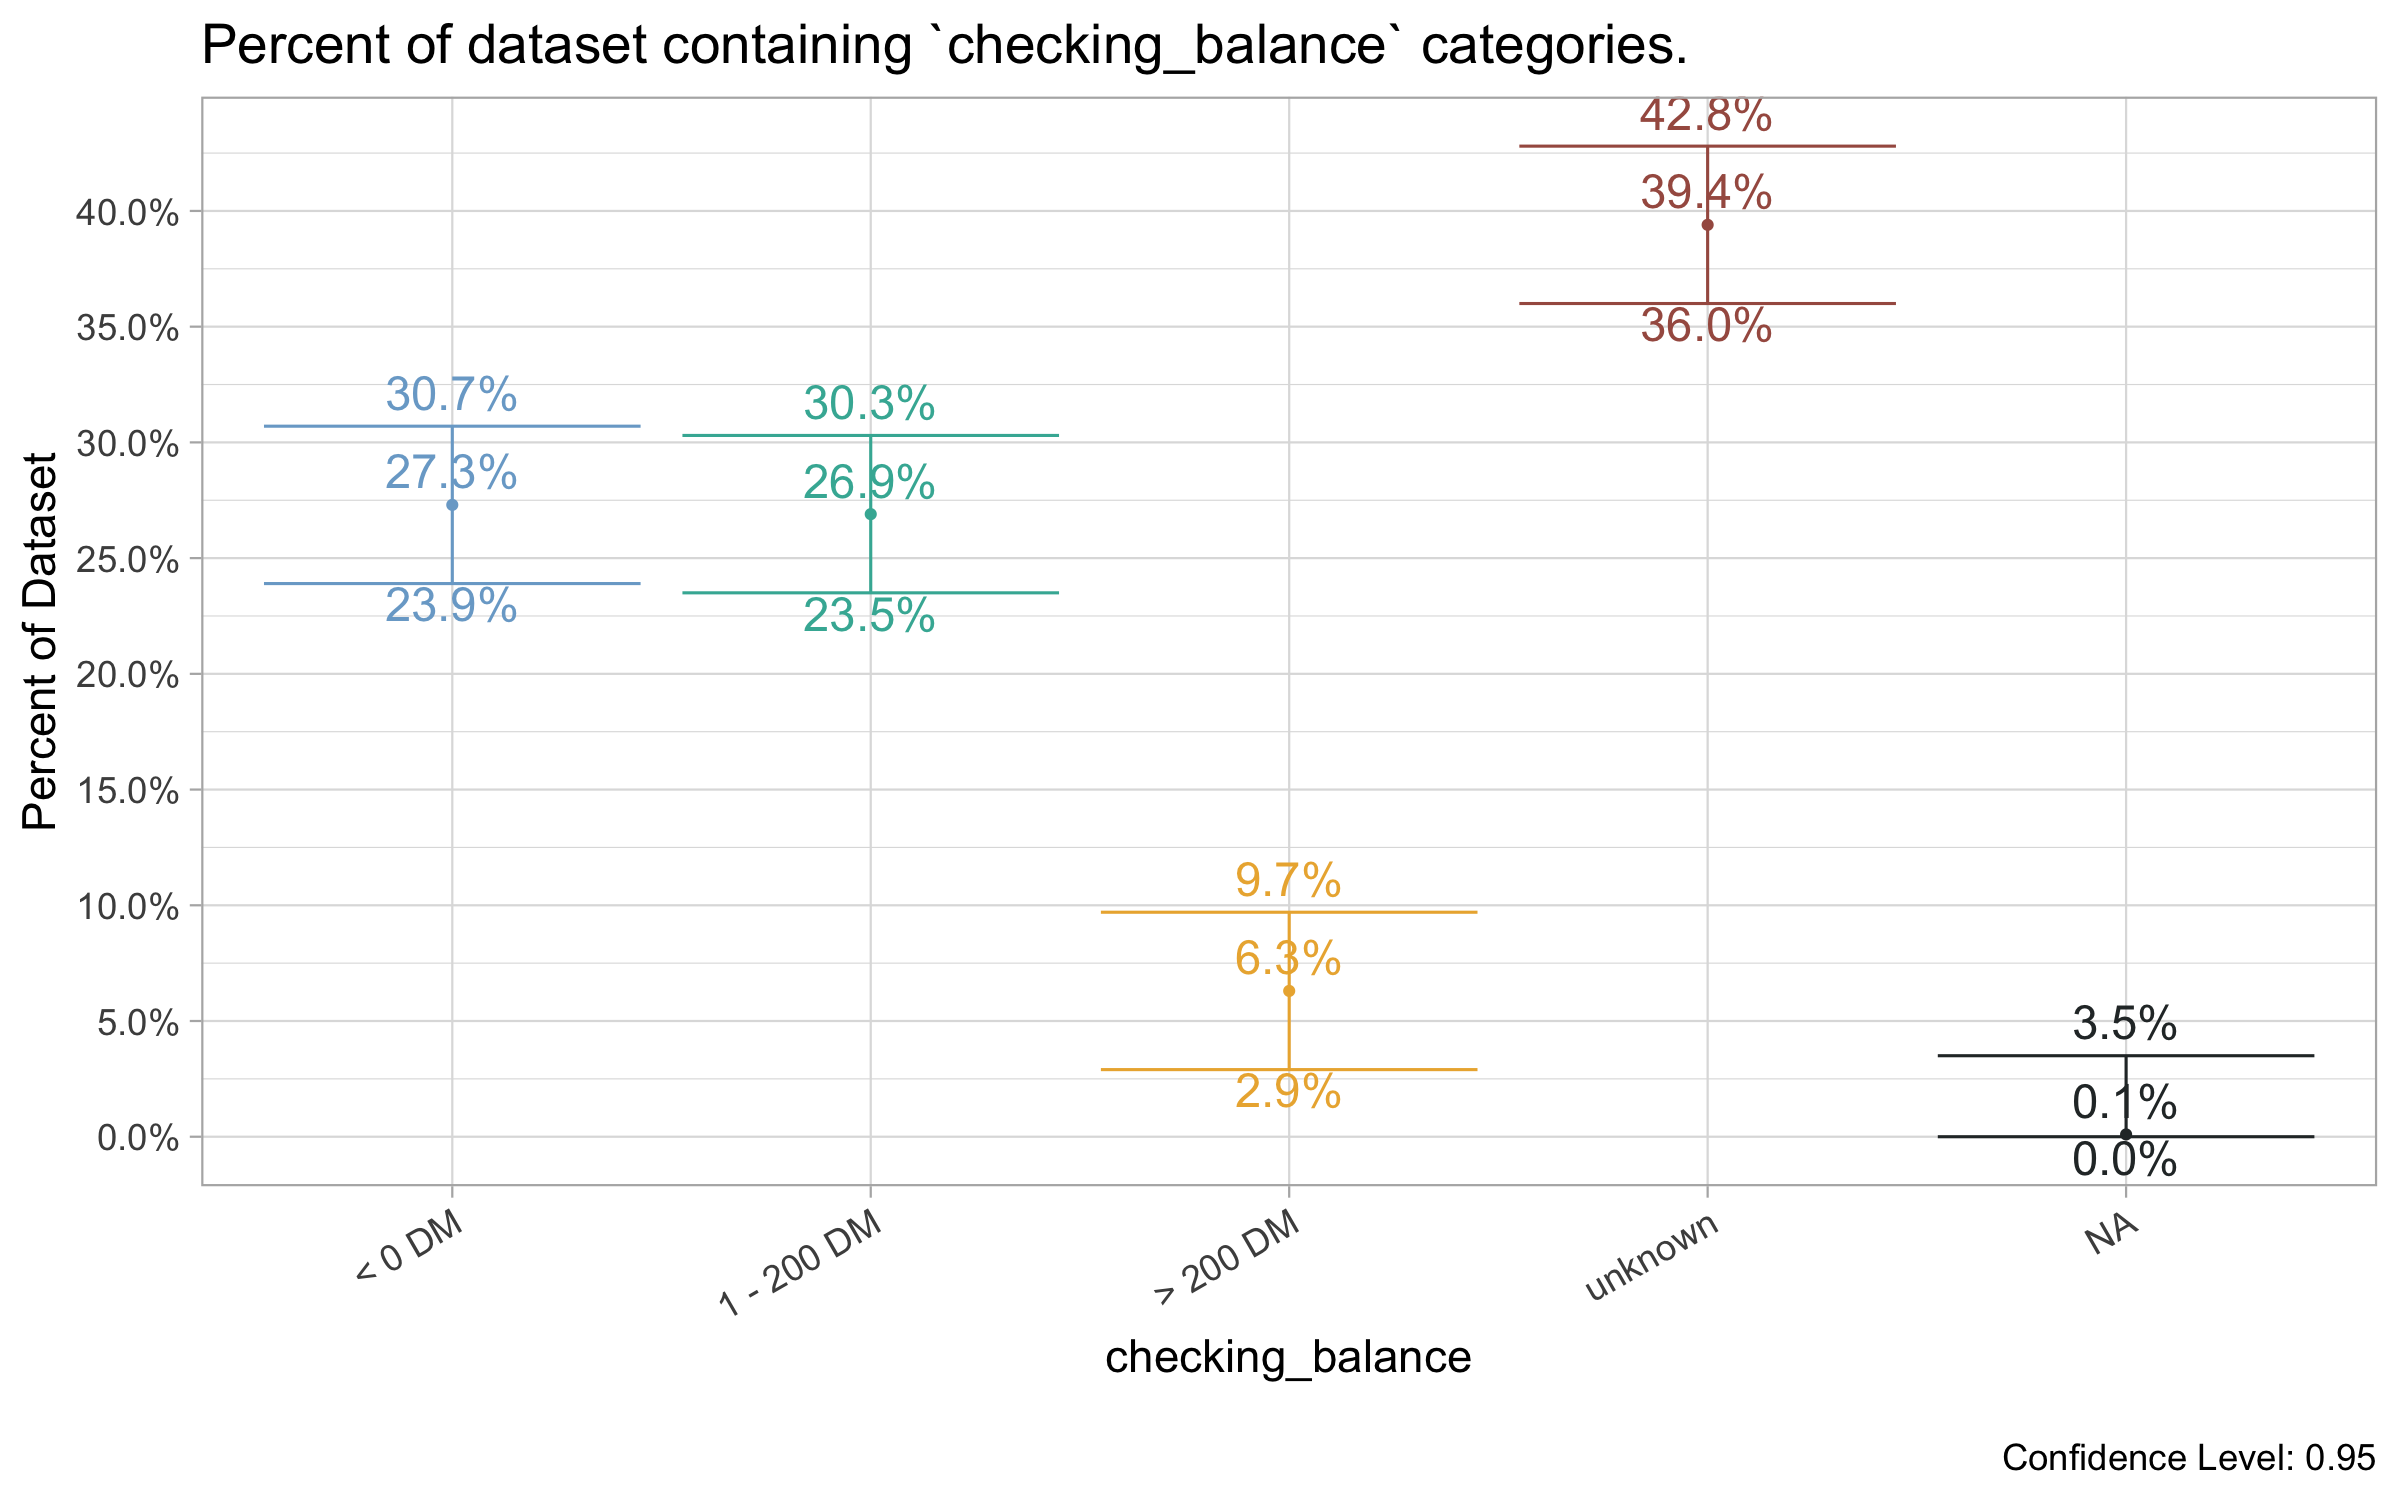 Percent of dataset containing `checking_balance` categories.
Percent of Dataset
40.0%
35.0%
30.0%
25.0%
20.0%
15.0%
10.0%
5.0%
0.0%
30.7%
27.3%
23.9%
30.3%
26.9%
23.5%
9.7%
6.3%
2.9%
42.8%
39.4%
36.0%
3.5%
0.1%
0.0%
< 0 DM
1 - 200 DM
> 200 DM
unknown
NA
checking_balance
Confidence Level: 0.95